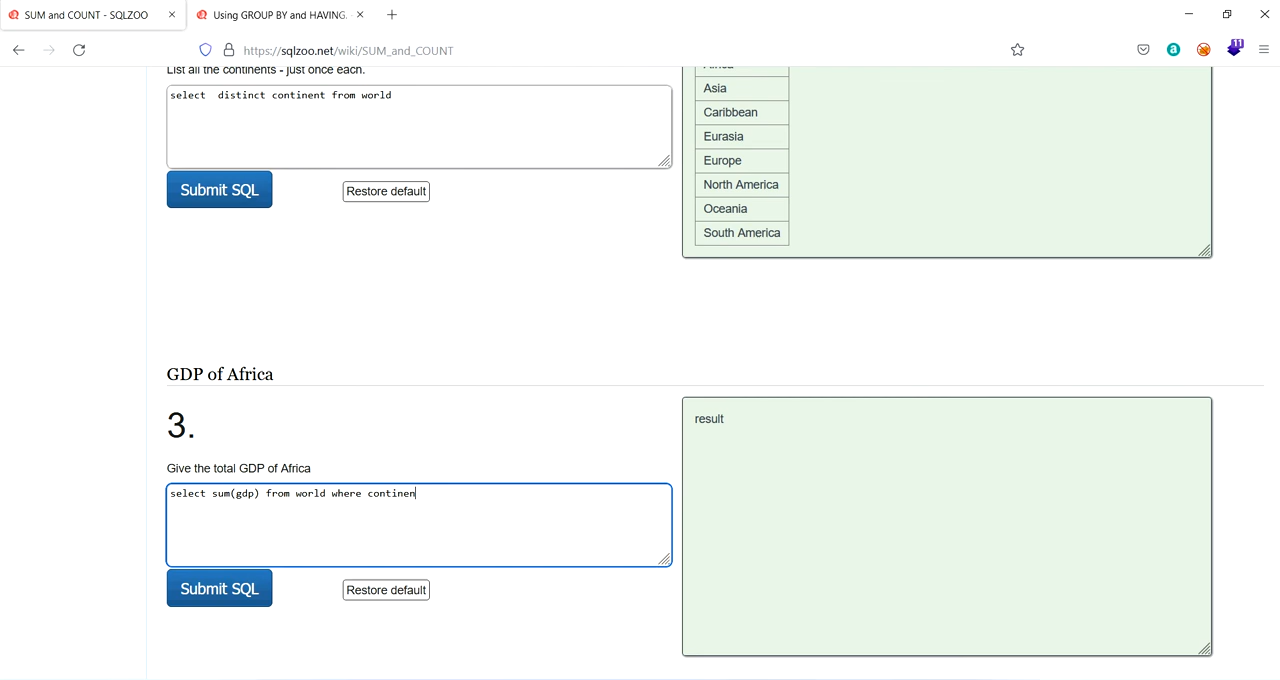 SUM and COUNT - SQLZOO
Using GROUP BY and HAVING.
https://sqlzoo.net/wiki/SUM_and_COUNT
11
List all the continents - just once each.
select  distinct continent from world
Submit SQL
Restore default
Africa
Asia
Caribbean
Eurasia
Europe
North America
Oceania
South America
GDP of Africa
3.
Give the total GDP of Africa
select sum(gdp) from world where continen
Submit SQL
Restore default
result